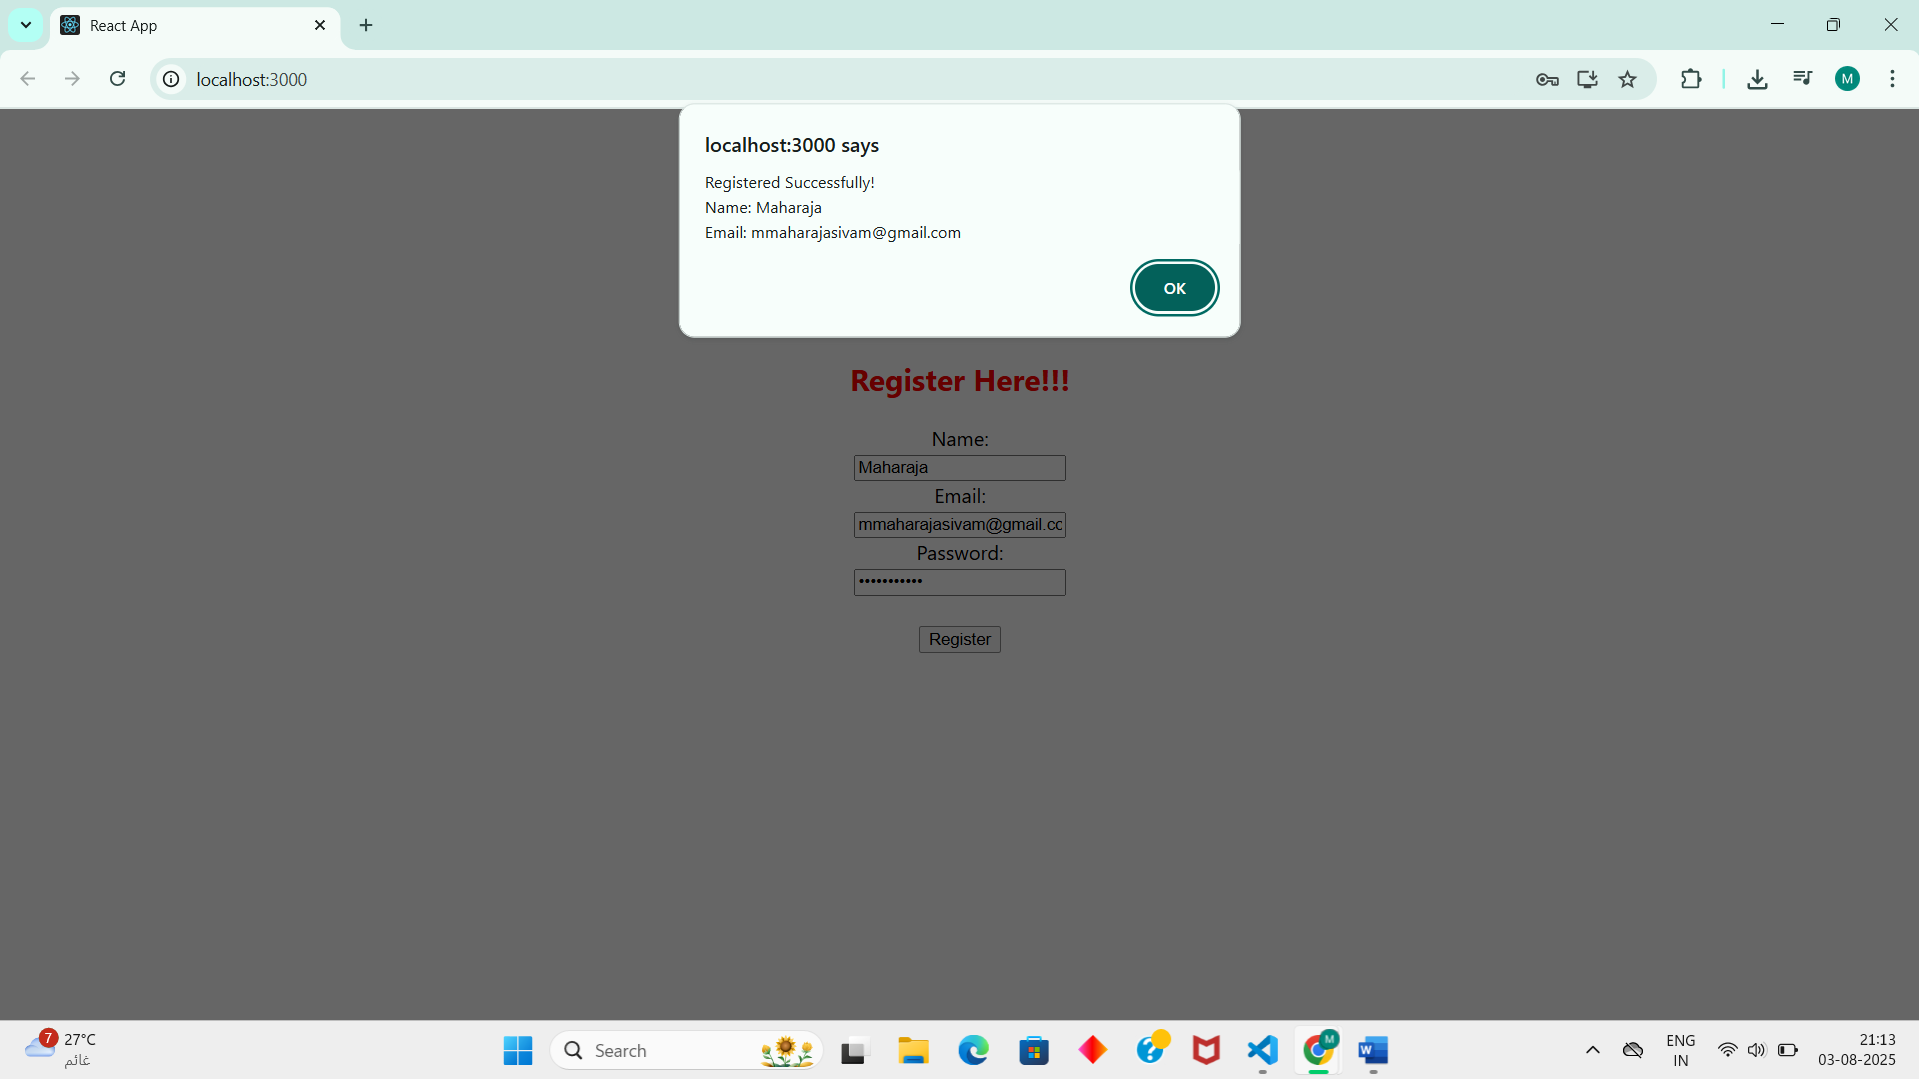 React App
localhost:3000
M
localhost:3000 says
Registered Successfully!
Name: Maharaja
Email: mmaharajasivam@gmail.com
OK
Register Here!!!
Name:
Maharaja
Email:
mmaharajasivam@gmail.co
Password:
•••••••••••
Register
7
27°C
غائم
Search
M
ENG
IN
21:13
03-08-2025